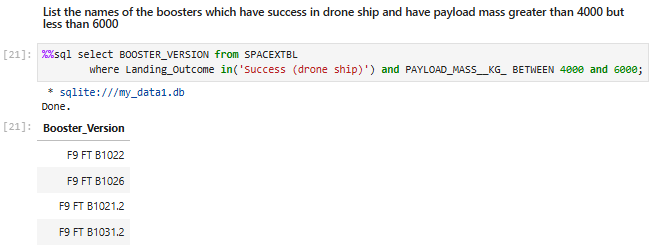 List the names of the boosters which have success in drone ship and have payload mass greater than 4000 but
less than 6000
[21]: %%sql select BOOSTER_VERSION from SPACEXTBL
where Landing_Outcome in('Success (drone ship)') and PAYLOAD_MASS__KG_ BETWEEN 4000 and 6000;
* sqlite:///my_data1.db
Done.
[21]: Booster_Version
F9 FT B1022
F9 FT B1026
F9 FT B1021.2
F9 FT B1031.2